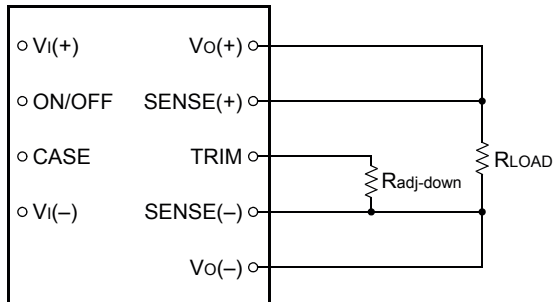 VI(+) VO(+)
ON/OFF SENSE(+)
CASE TRIM
Radj-down
RLOAD
VI(–) SENSE(–)
VO(–)